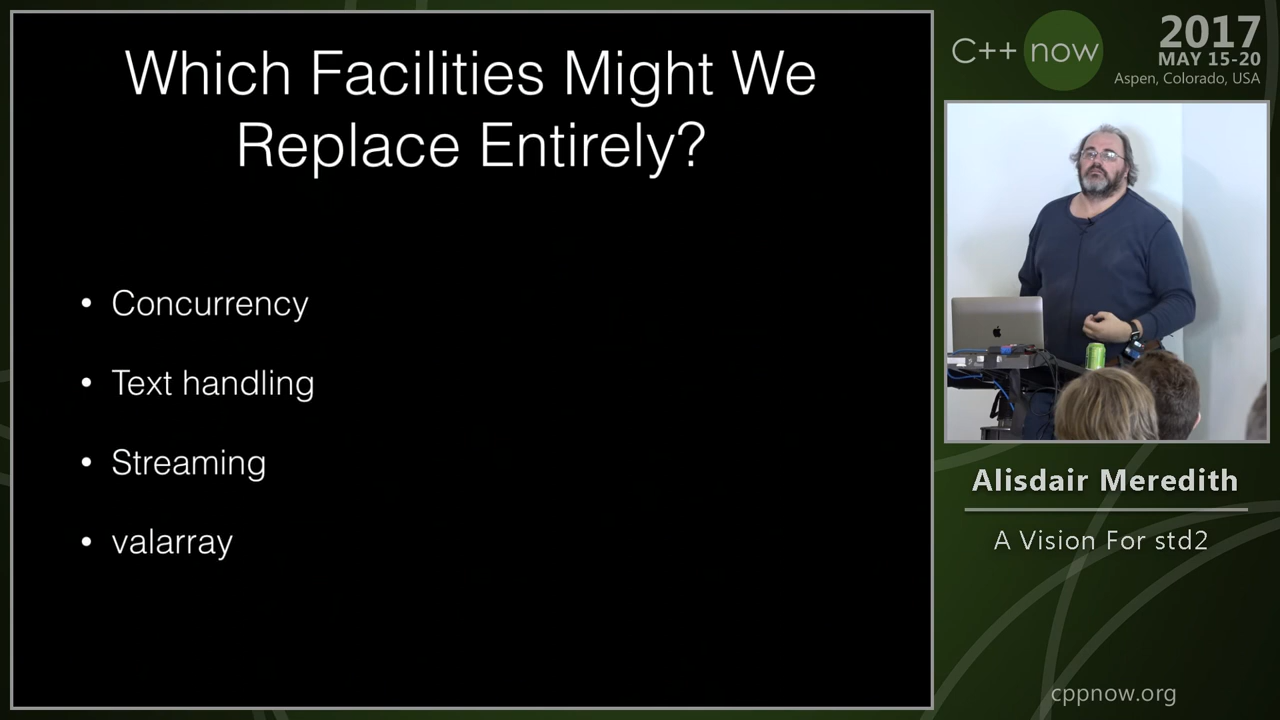 Which Facilities Might We
Replace Entirely?
• Concurrency
• Text handling
• Streaming
• valarray
C++ now
2017
MAY 15-20
Aspen, Colorado, USA
Alisdair Meredith
A Vision For std2
cppnow.org